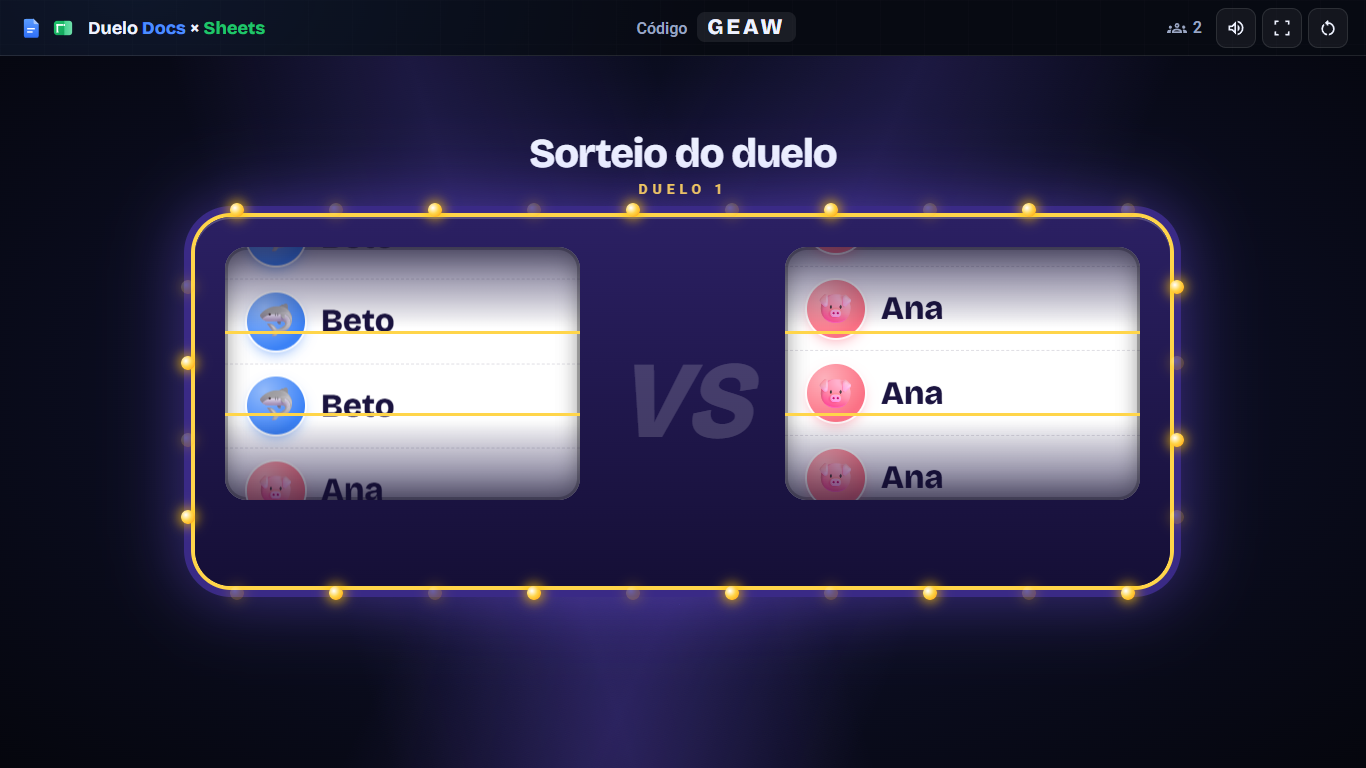 Duelo Docs × Sheets
Código GEAW
2
Sorteio do duelo
DUELO 1
Beto
Beto
Ana
VS
Ana
Ana
Ana